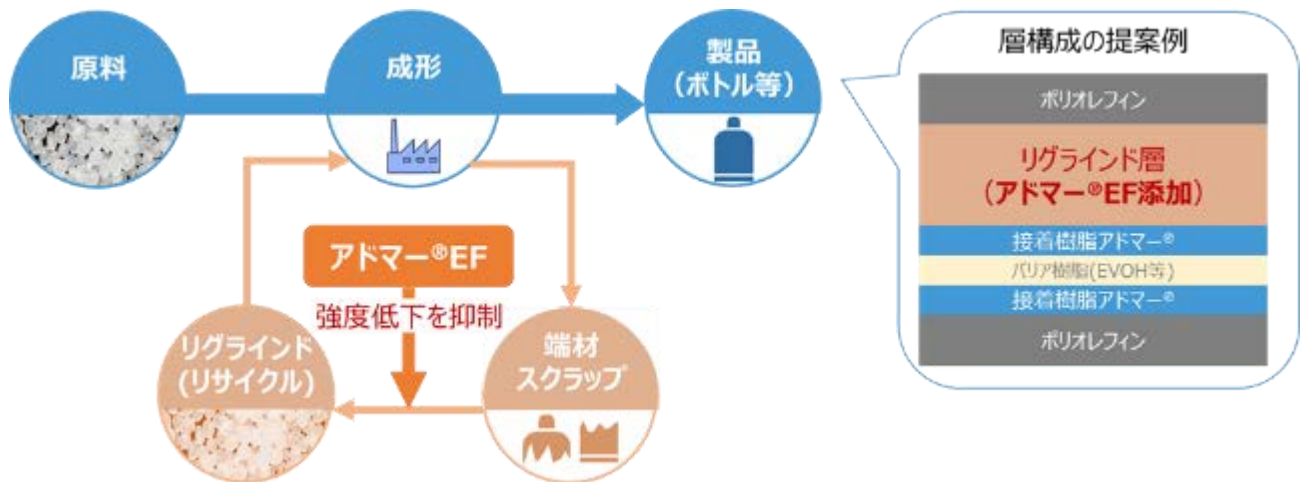 原料
成形
製品
（ボトル等）
アドマー®EF
強度低下を抑制
リグラインド
(リサイクル)
端材
スクラップ
層構成の提案例
ポリオレフィン
リグラインド層
（アドマー®EF添加）
接着樹脂アドマー®
バリア樹脂(EVOH等)
接着樹脂アドマー®
ポリオレフィン